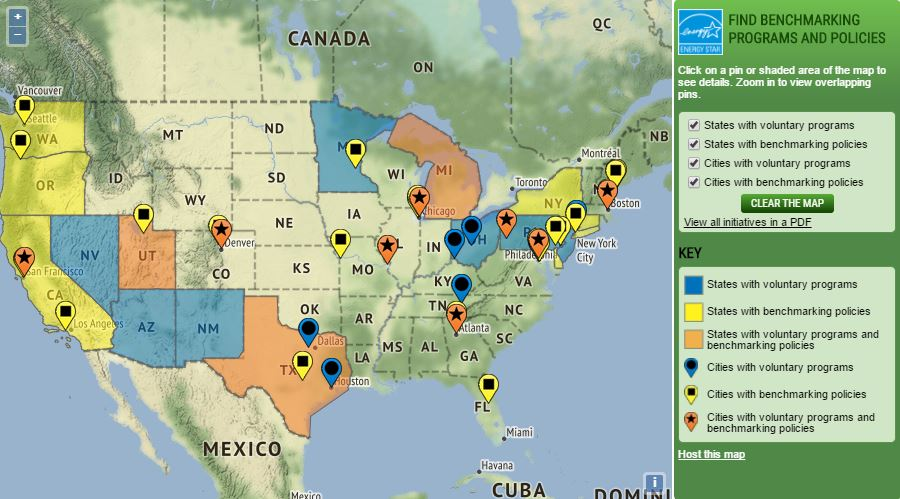 +
−
CANADA
QC
ON
NB
Vancouver
Seattle
WA
OR
MT
ND
ID
SD
WY
WI
MI
Montréal
Toronto
Boston
NY
IA
NE
Chicago
IN
New York
City
Philadelphia
NV
UT
Denver
CO
KS
MO
KY
VA
San Francisco
CA
Los Angeles
AZ
NM
OK
AR
TN
NC
SC
Atlanta
Dallas
MS
AL
GA
LA
TX
Houston
FL
Miami
MEXICO
Havana
CUBA
Mexico
DOMINI
i
energy
ENERGY STAR
FIND BENCHMARKING
PROGRAMS AND POLICIES
Click on a pin or shaded area of the map to
see details. Zoom in to view overlapping
pins.
States with voluntary programs
States with benchmarking policies
Cities with voluntary programs
Cities with benchmarking policies
CLEAR THE MAP
View all initiatives in a PDF
KEY
States with voluntary programs
States with benchmarking policies
States with voluntary programs and
benchmarking policies
Cities with voluntary programs
Cities with benchmarking policies
Cities with voluntary programs and
benchmarking policies
Host this map